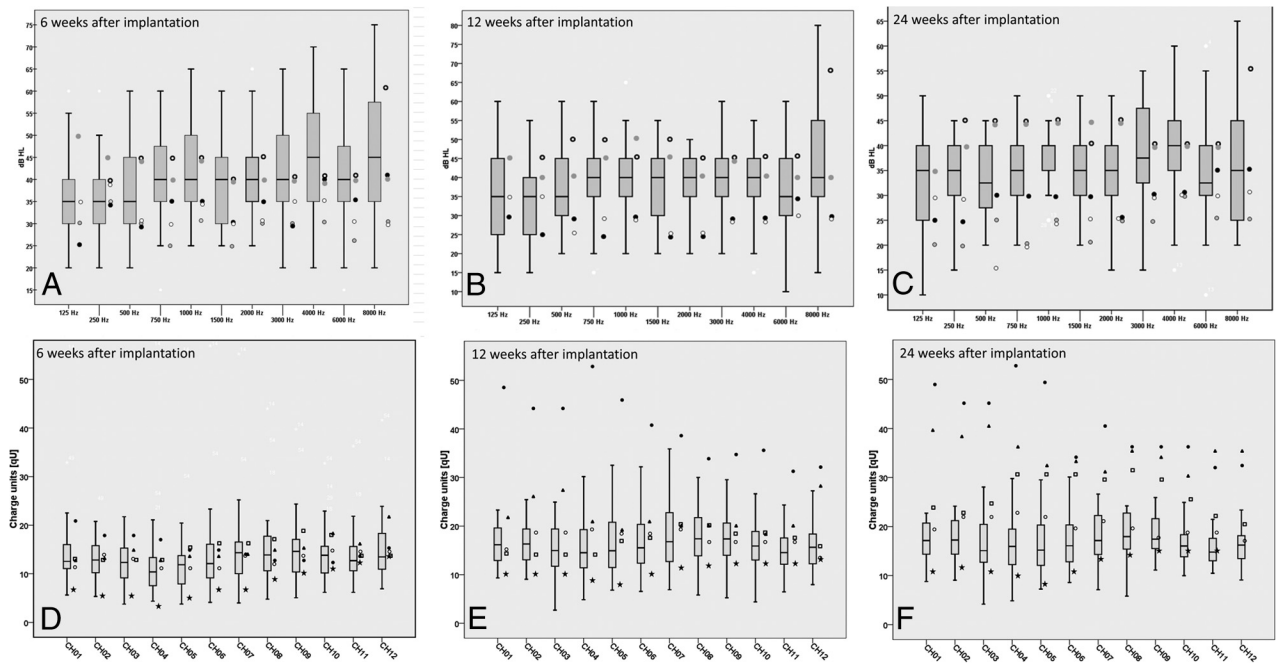 6 weeks after implantation
75
70
65
60
55
50
45
40
35
30
25
20
15
dB HL
A
125 Hz 250 Hz 500 Hz 750 Hz 1000 Hz 1500 Hz 2000 Hz 3000 Hz 4000 Hz 6000 Hz 8000 Hz
12 weeks after implantation
80
75
70
65
60
55
50
45
40
35
30
25
20
15
10
dB HL
B
125 Hz 250 Hz 500 Hz 750 Hz 1000 Hz 1500 Hz 2000 Hz 3000 Hz 4000 Hz 6000 Hz 8000 Hz
24 weeks after implantation
65
60
55
50
45
40
35
30
25
20
15
10
dB HL
C
125 Hz 250 Hz 500 Hz 750 Hz 1000 Hz 1500 Hz 2000 Hz 3000 Hz 4000 Hz 6000 Hz 8000 Hz
6 weeks after implantation
50
40
30
20
10
0
Charge units [qU]
D
CH01 CH02 CH03 CH04 CH05 CH06 CH07 CH08 CH09 CH10 CH11 CH12
12 weeks after implantation
50
40
30
20
10
0
Charge units [qU]
E
CH01 CH02 CH03 CH04 CH05 CH06 CH07 CH08 CH09 CH10 CH11 CH12
24 weeks after implantation
50
40
30
20
10
0
Charge units [qU]
F
CH01 CH02 CH03 CH04 CH05 CH06 CH07 CH08 CH09 CH10 CH11 CH12